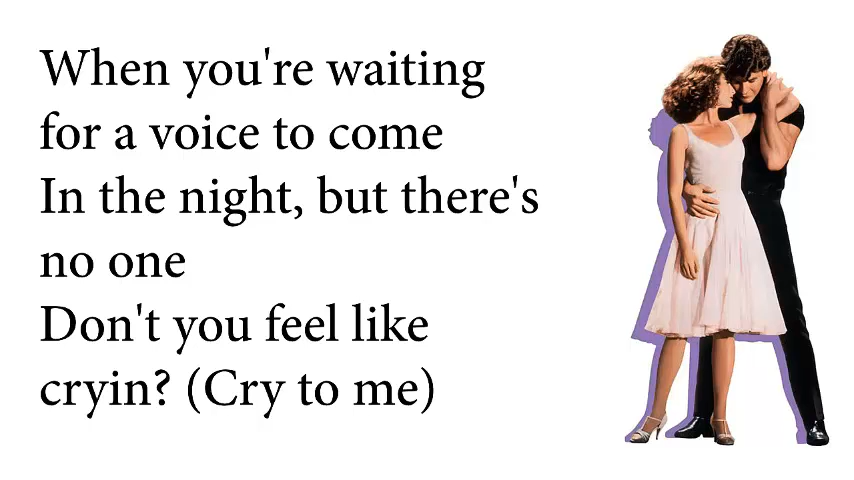 When you're waiting
for a voice to come
In the night, but there's
no one
Don't you feel like
cryin? (Cry to me)